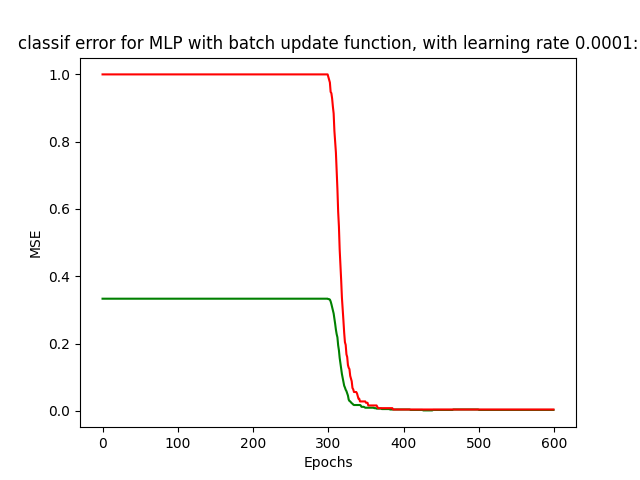 classif error for MLP with batch update function, with learning rate 0.0001:
1.0
0.8
0.6
0.4
0.2
0.0
MSE
0 100 200 300 400 500 600
Epochs